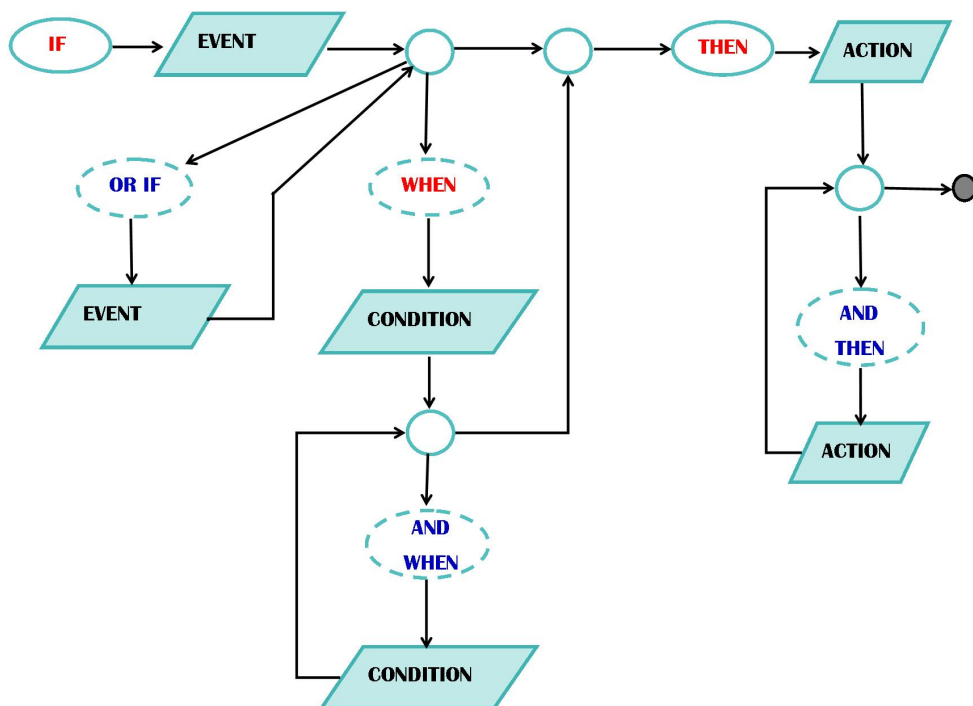 IF
EVENT
THEN
ACTION
OR IF
WHEN
EVENT
CONDITION
AND
THEN
ACTION
AND
WHEN
CONDITION